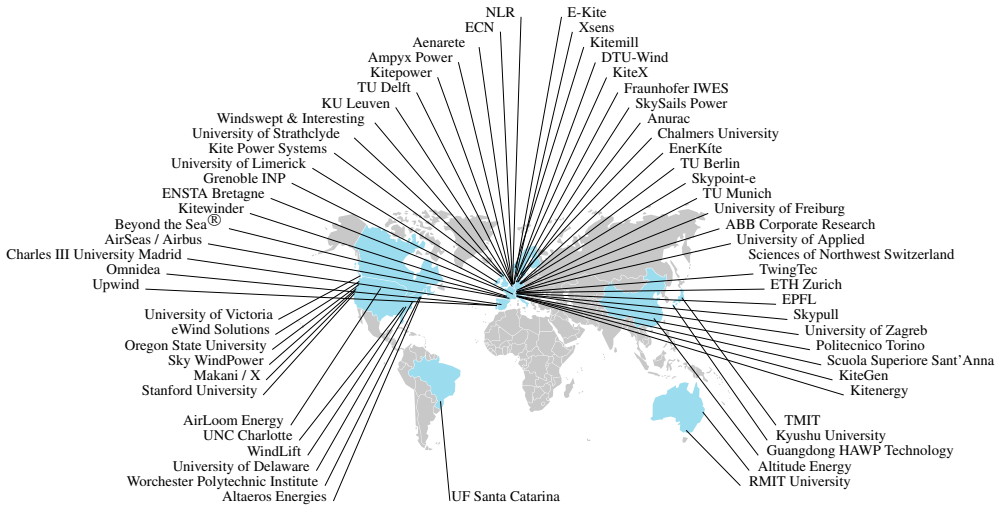 NLR
ECN
Aenarete
Ampyx Power
Kitepower
TU Delft
KU Leuven
Windswept & Interesting
University of Strathclyde
Kite Power Systems
University of Limerick
Grenoble INP
ENSTA Bretagne
Kitewinder
Beyond the Sea®
AirSeas / Airbus
Charles III University Madrid
Omnidea
Upwind
University of Victoria
eWind Solutions
Oregon State University
Sky WindPower
Makani / X
Stanford University
AirLoom Energy
UNC Charlotte
WindLift
University of Delaware
Worchester Polytechnic Institute
Altaeros Energies
UF Santa Catarina
E-Kite
Xsens
Kitemill
DTU-Wind
KiteX
Fraunhofer IWES
SkySails Power
Anurac
Chalmers University
EnerKíte
TU Berlin
Skypoint-e
TU Munich
University of Freiburg
ABB Corporate Research
University of Applied
Sciences of Northwest Switzerland
TwingTec
ETH Zurich
EPFL
Skypull
University of Zagreb
Politecnico Torino
Scuola Superiore Sant'Anna
KiteGen
Kitenergy
TMIT
Kyushu University
Guangdong HAWP Technology
Altitude Energy
RMIT University